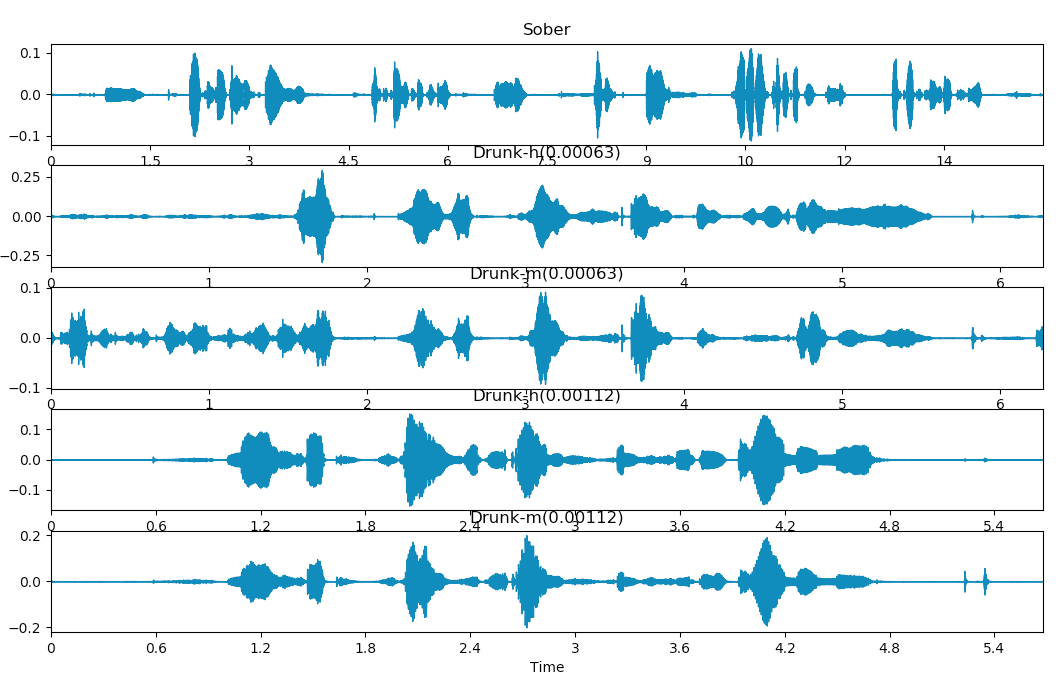 Sober
0.1
0.0
−0.1
0 1.5 3 4.5 6 7.5 9 10 12 14
Drunk-h(0.00063)
0.25
0.00
−0.25
0 1 2 3 4 5 6
Drunk-m(0.00063)
0.1
0.0
−0.1
0 1 2 3 4 5 6
Drunk-h(0.00112)
0.1
0.0
−0.1
0 0.6 1.2 1.8 2.4 3 3.6 4.2 4.8 5.4
Drunk-m(0.00112)
0.2
0.0
−0.2
0 0.6 1.2 1.8 2.4 3 3.6 4.2 4.8 5.4
Time